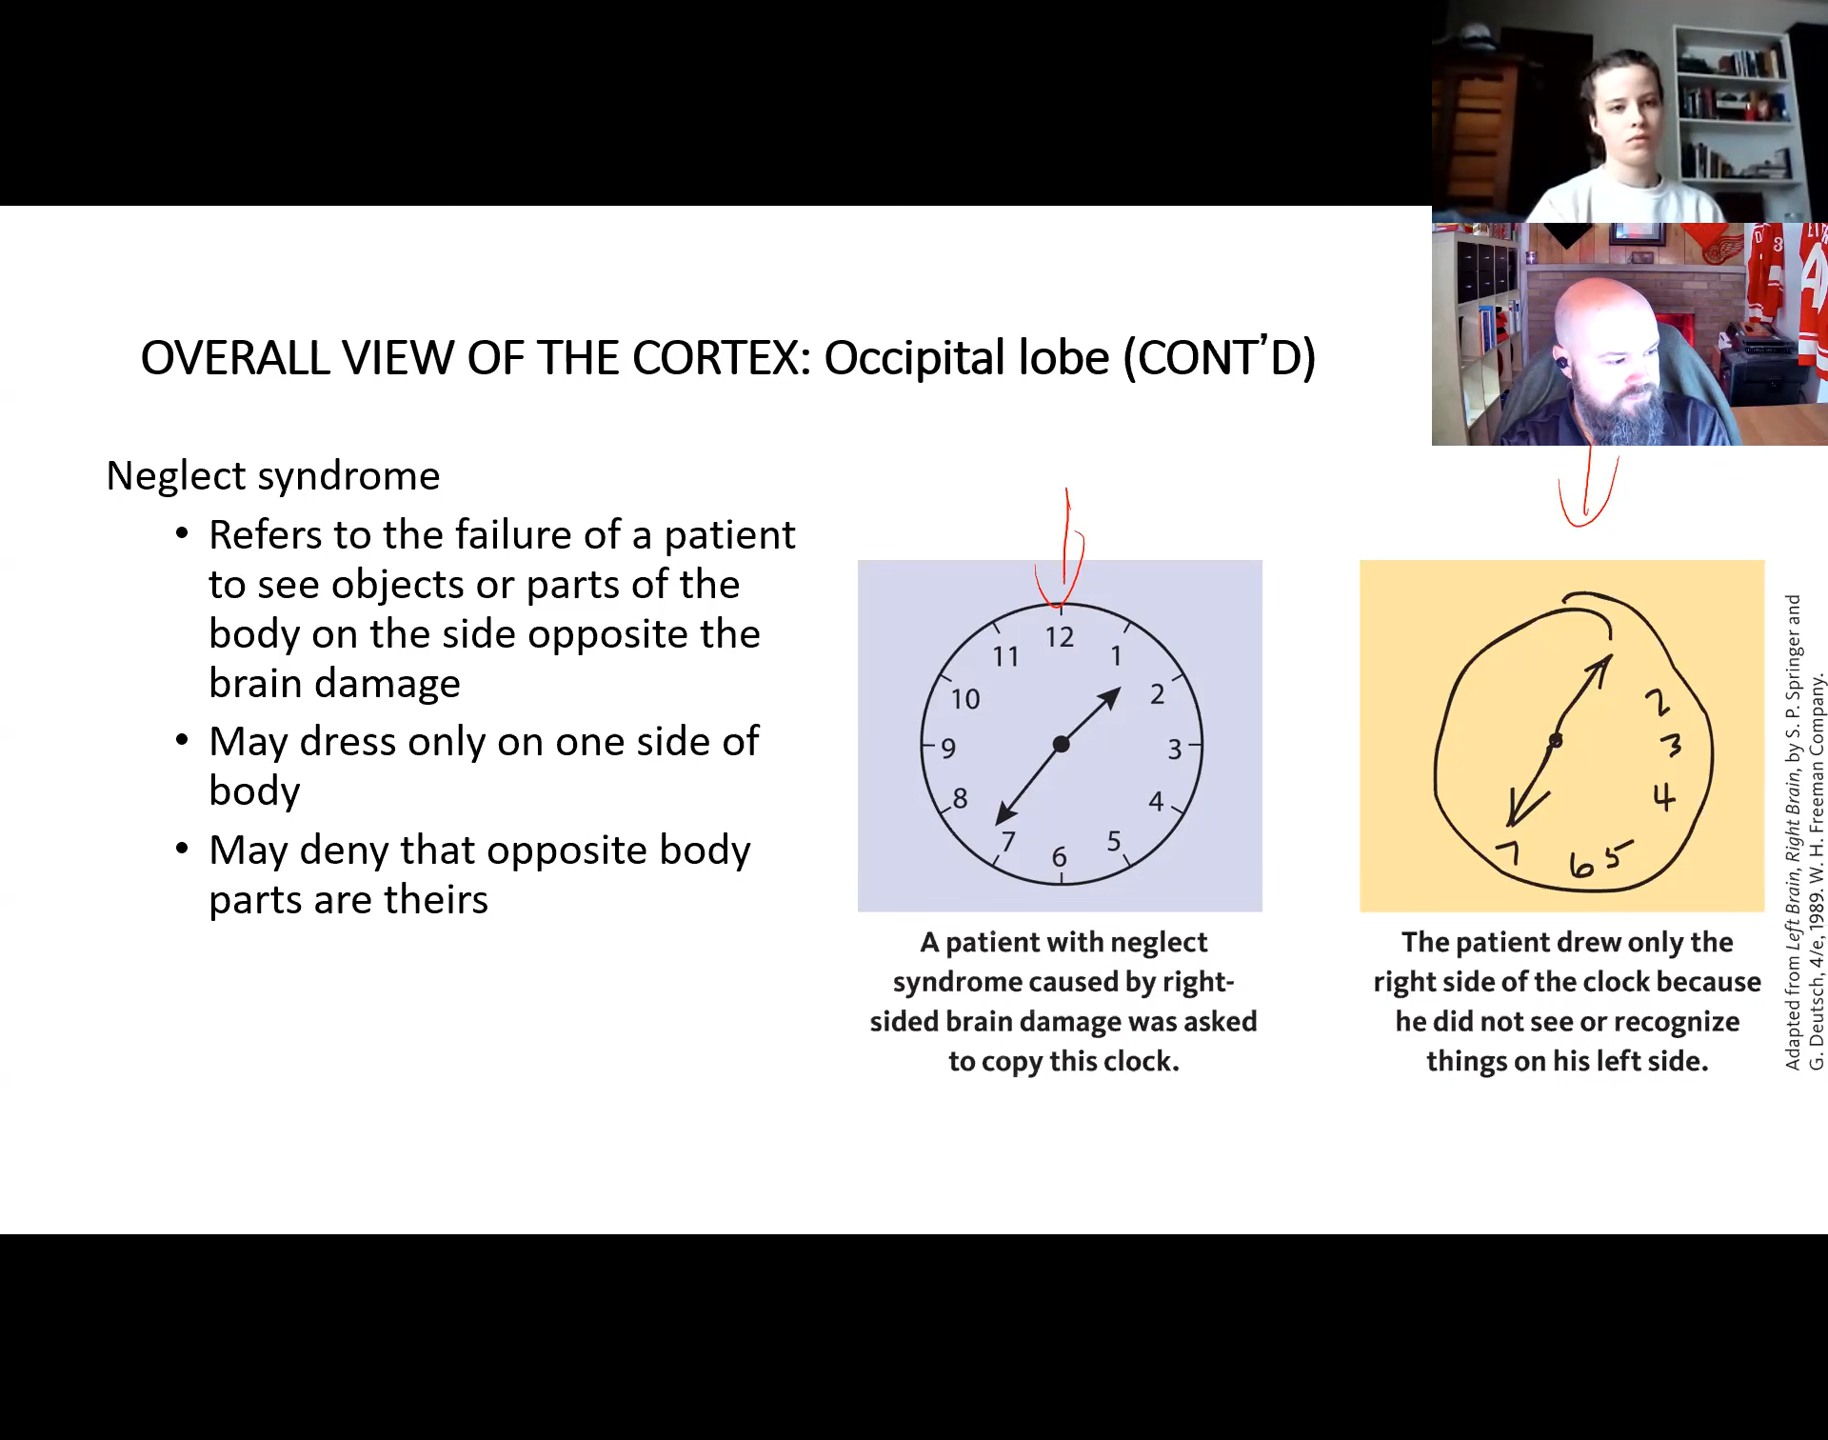 OVERALL VIEW OF THE CORTEX: Occipital lobe (CONT’D)
Neglect syndrome
• Refers to the failure of a patient
to see objects or parts of the
body on the side opposite the
brain damage
• May dress only on one side of
body
• May deny that opposite body
parts are theirs
12
11
1
10
2
9
3
8
4
7
5
6
A patient with neglect
syndrome caused by right-
sided brain damage was asked
to copy this clock.
2
3
4
7
6 5
The patient drew only the
right side of the clock because
he did not see or recognize
things on his left side.
Adapted from Left Brain, Right Brain, by S. P. Springer and
G. Deutsch, 4/e, 1989. W. H. Freeman Company.